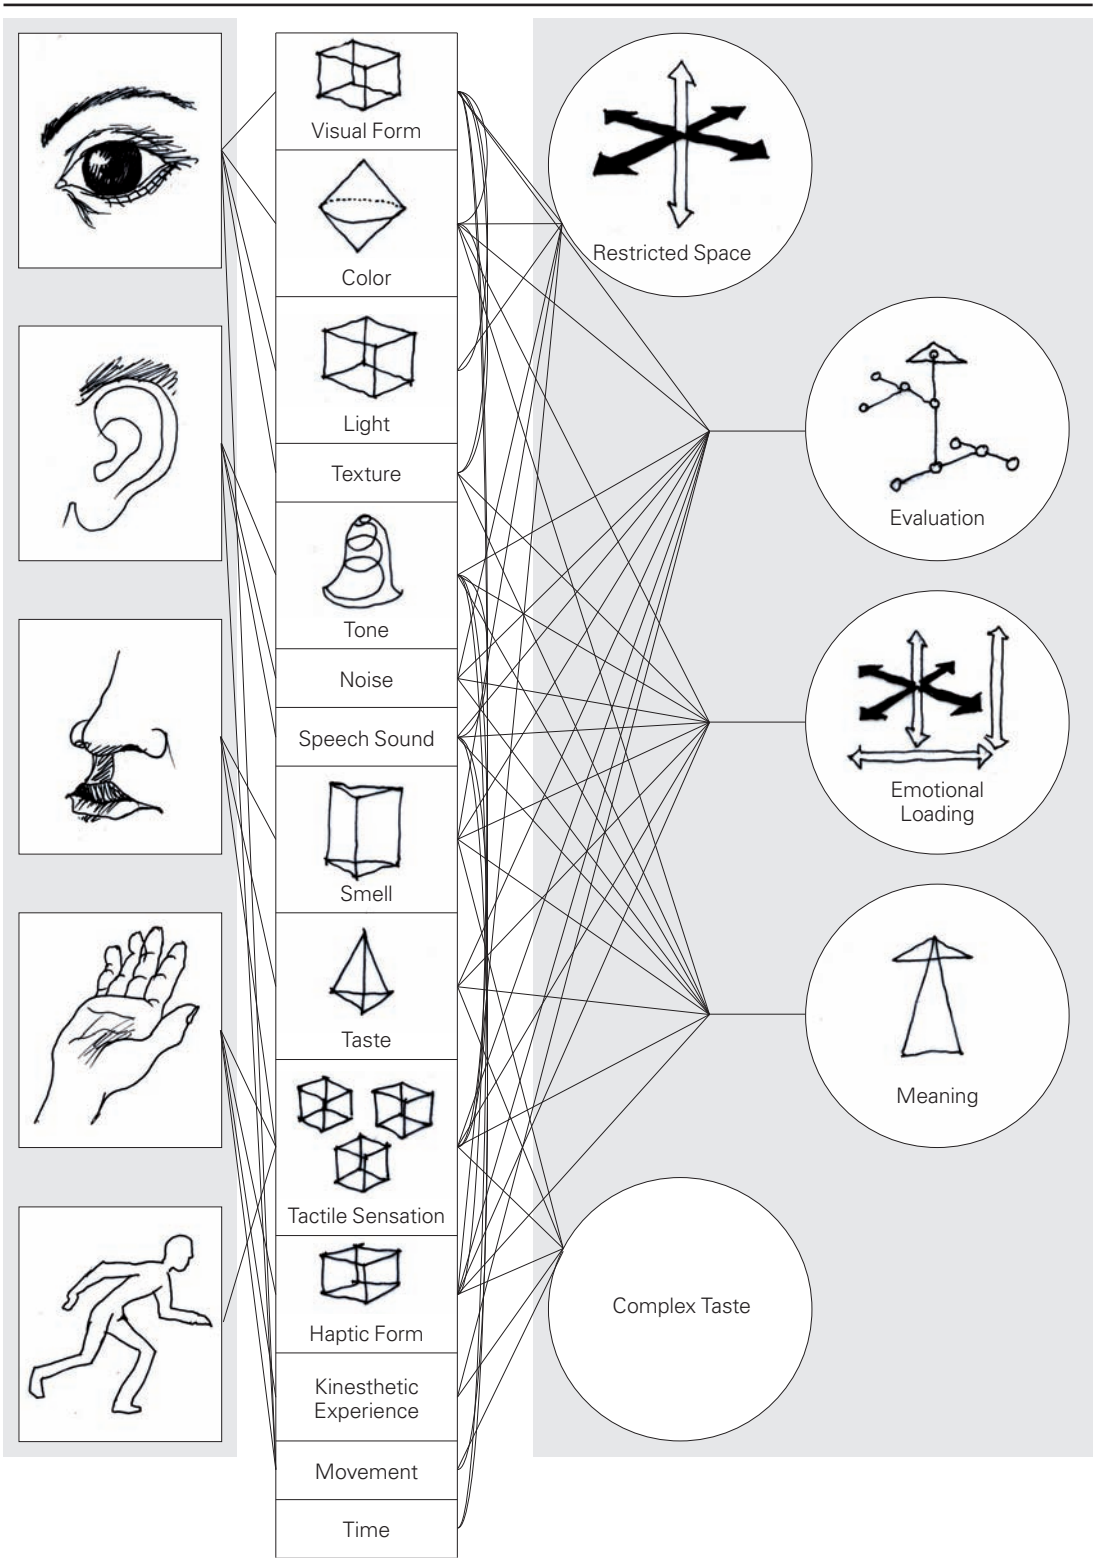 Visual Form
Color
Light
Texture
Tone
Noise
Speech Sound
Smell
Taste
Tactile Sensation
Haptic Form
Kinesthetic
Experience
Movement
Time
Restricted Space
Evaluation
Emotional
Loading
Meaning
Complex Taste